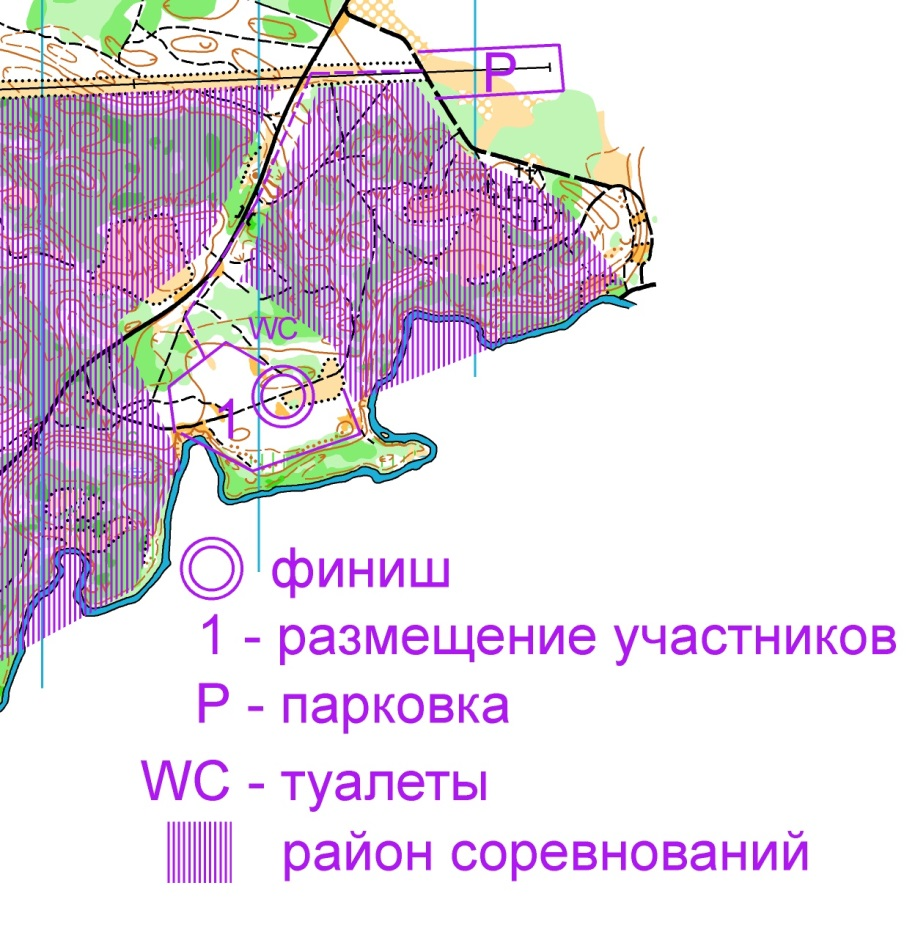 P
WC
1
финиш
1 - размещение участников
P - парковка
WC - туалеты
район соревнований